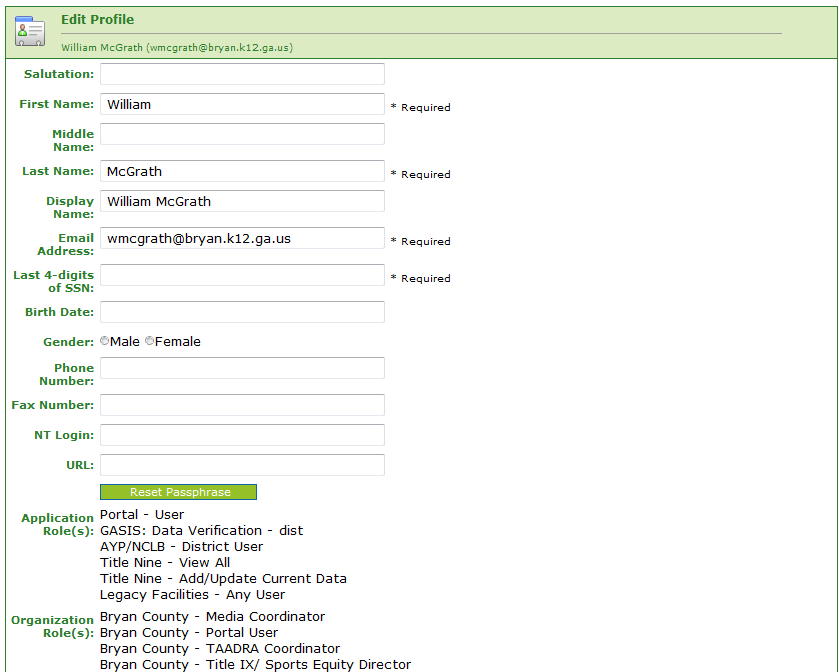 Edit Profile
William McGrath (wmcgrath@bryan.k12.ga.us)
Salutation:
First Name: William * Required
Middle
Name:
Last Name: McGrath * Required
Display
Name: William McGrath
Email
Address: wmcgrath@bryan.k12.ga.us * Required
Last 4-digits
of SSN: * Required
Birth Date:
Gender: Male Female
Phone
Number:
Fax Number:
NT Login:
URL:
Reset Passphrase
Application
Role(s):
Portal - User
GASIS: Data Verification - dist
AYP/NCLB - District User
Title Nine - View All
Title Nine - Add/Update Current Data
Legacy Facilities - Any User
Organization
Role(s):
Bryan County - Media Coordinator
Bryan County - Portal User
Bryan County - TAADRA Coordinator
Bryan County - Title IX/ Sports Equity Director